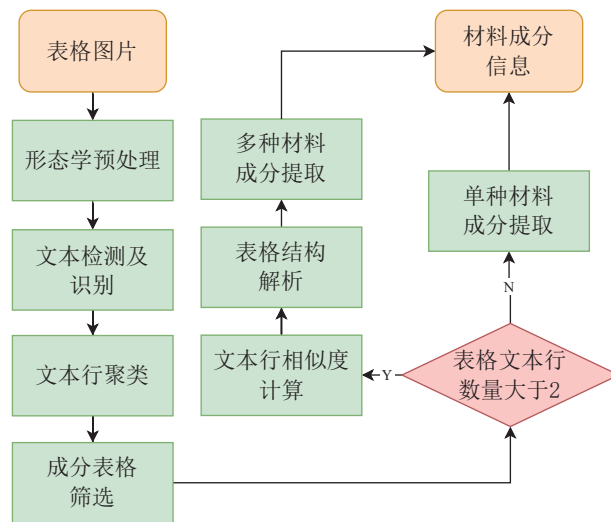 表格图片
形态学预处理
文本检测及
识别
文本行聚类
成分表格
筛选
多种材料
成分提取
表格结构
解析
文本行相似度
计算
Y
材料成分
信息
单种材料
成分提取
N
表格文本行
数量大于2